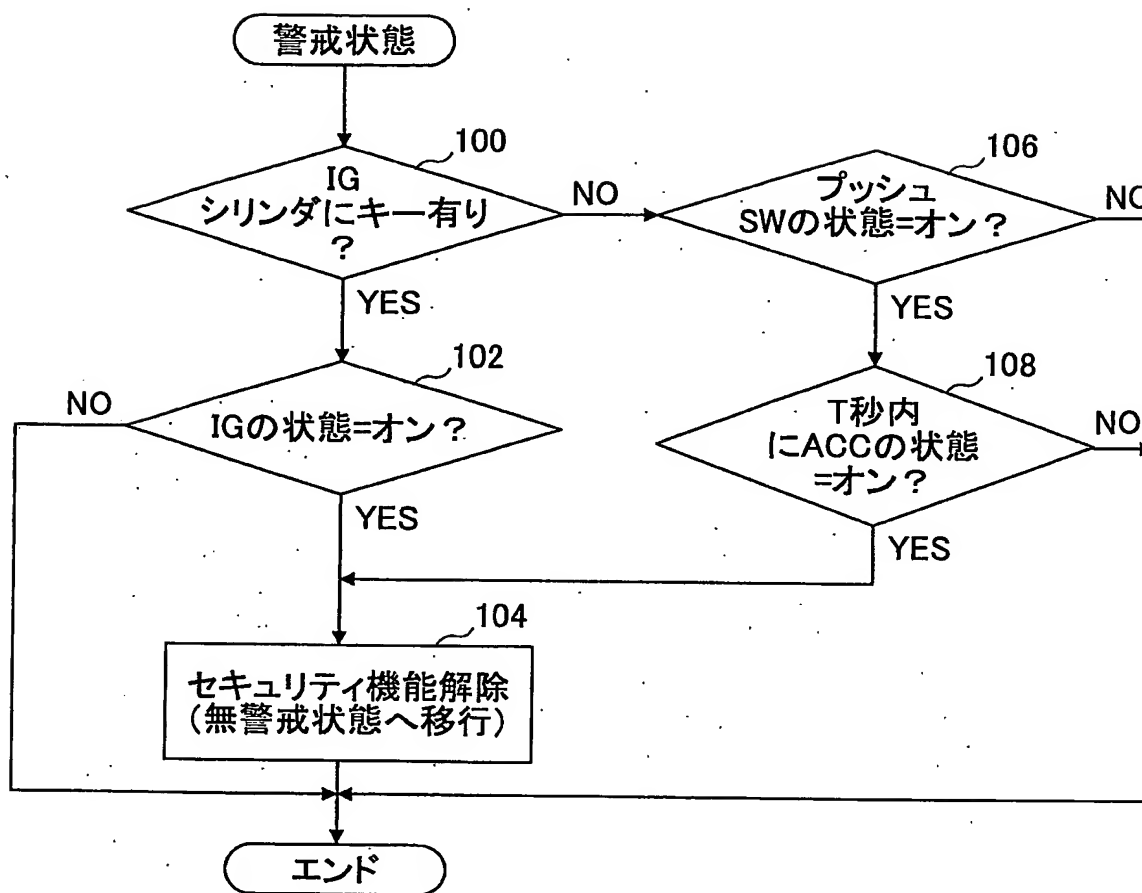 警戒状態
100
IG
シリンダにキー有り
?
NO
YES
106
プッシュ
SWの状態=オン?
NO
YES
102
IGの状態=オン?
NO
YES
108
T秒内
にACCの状態
=オン?
NO
YES
104
セキュリティ機能解除
(無警戒状態へ移行)
エンド